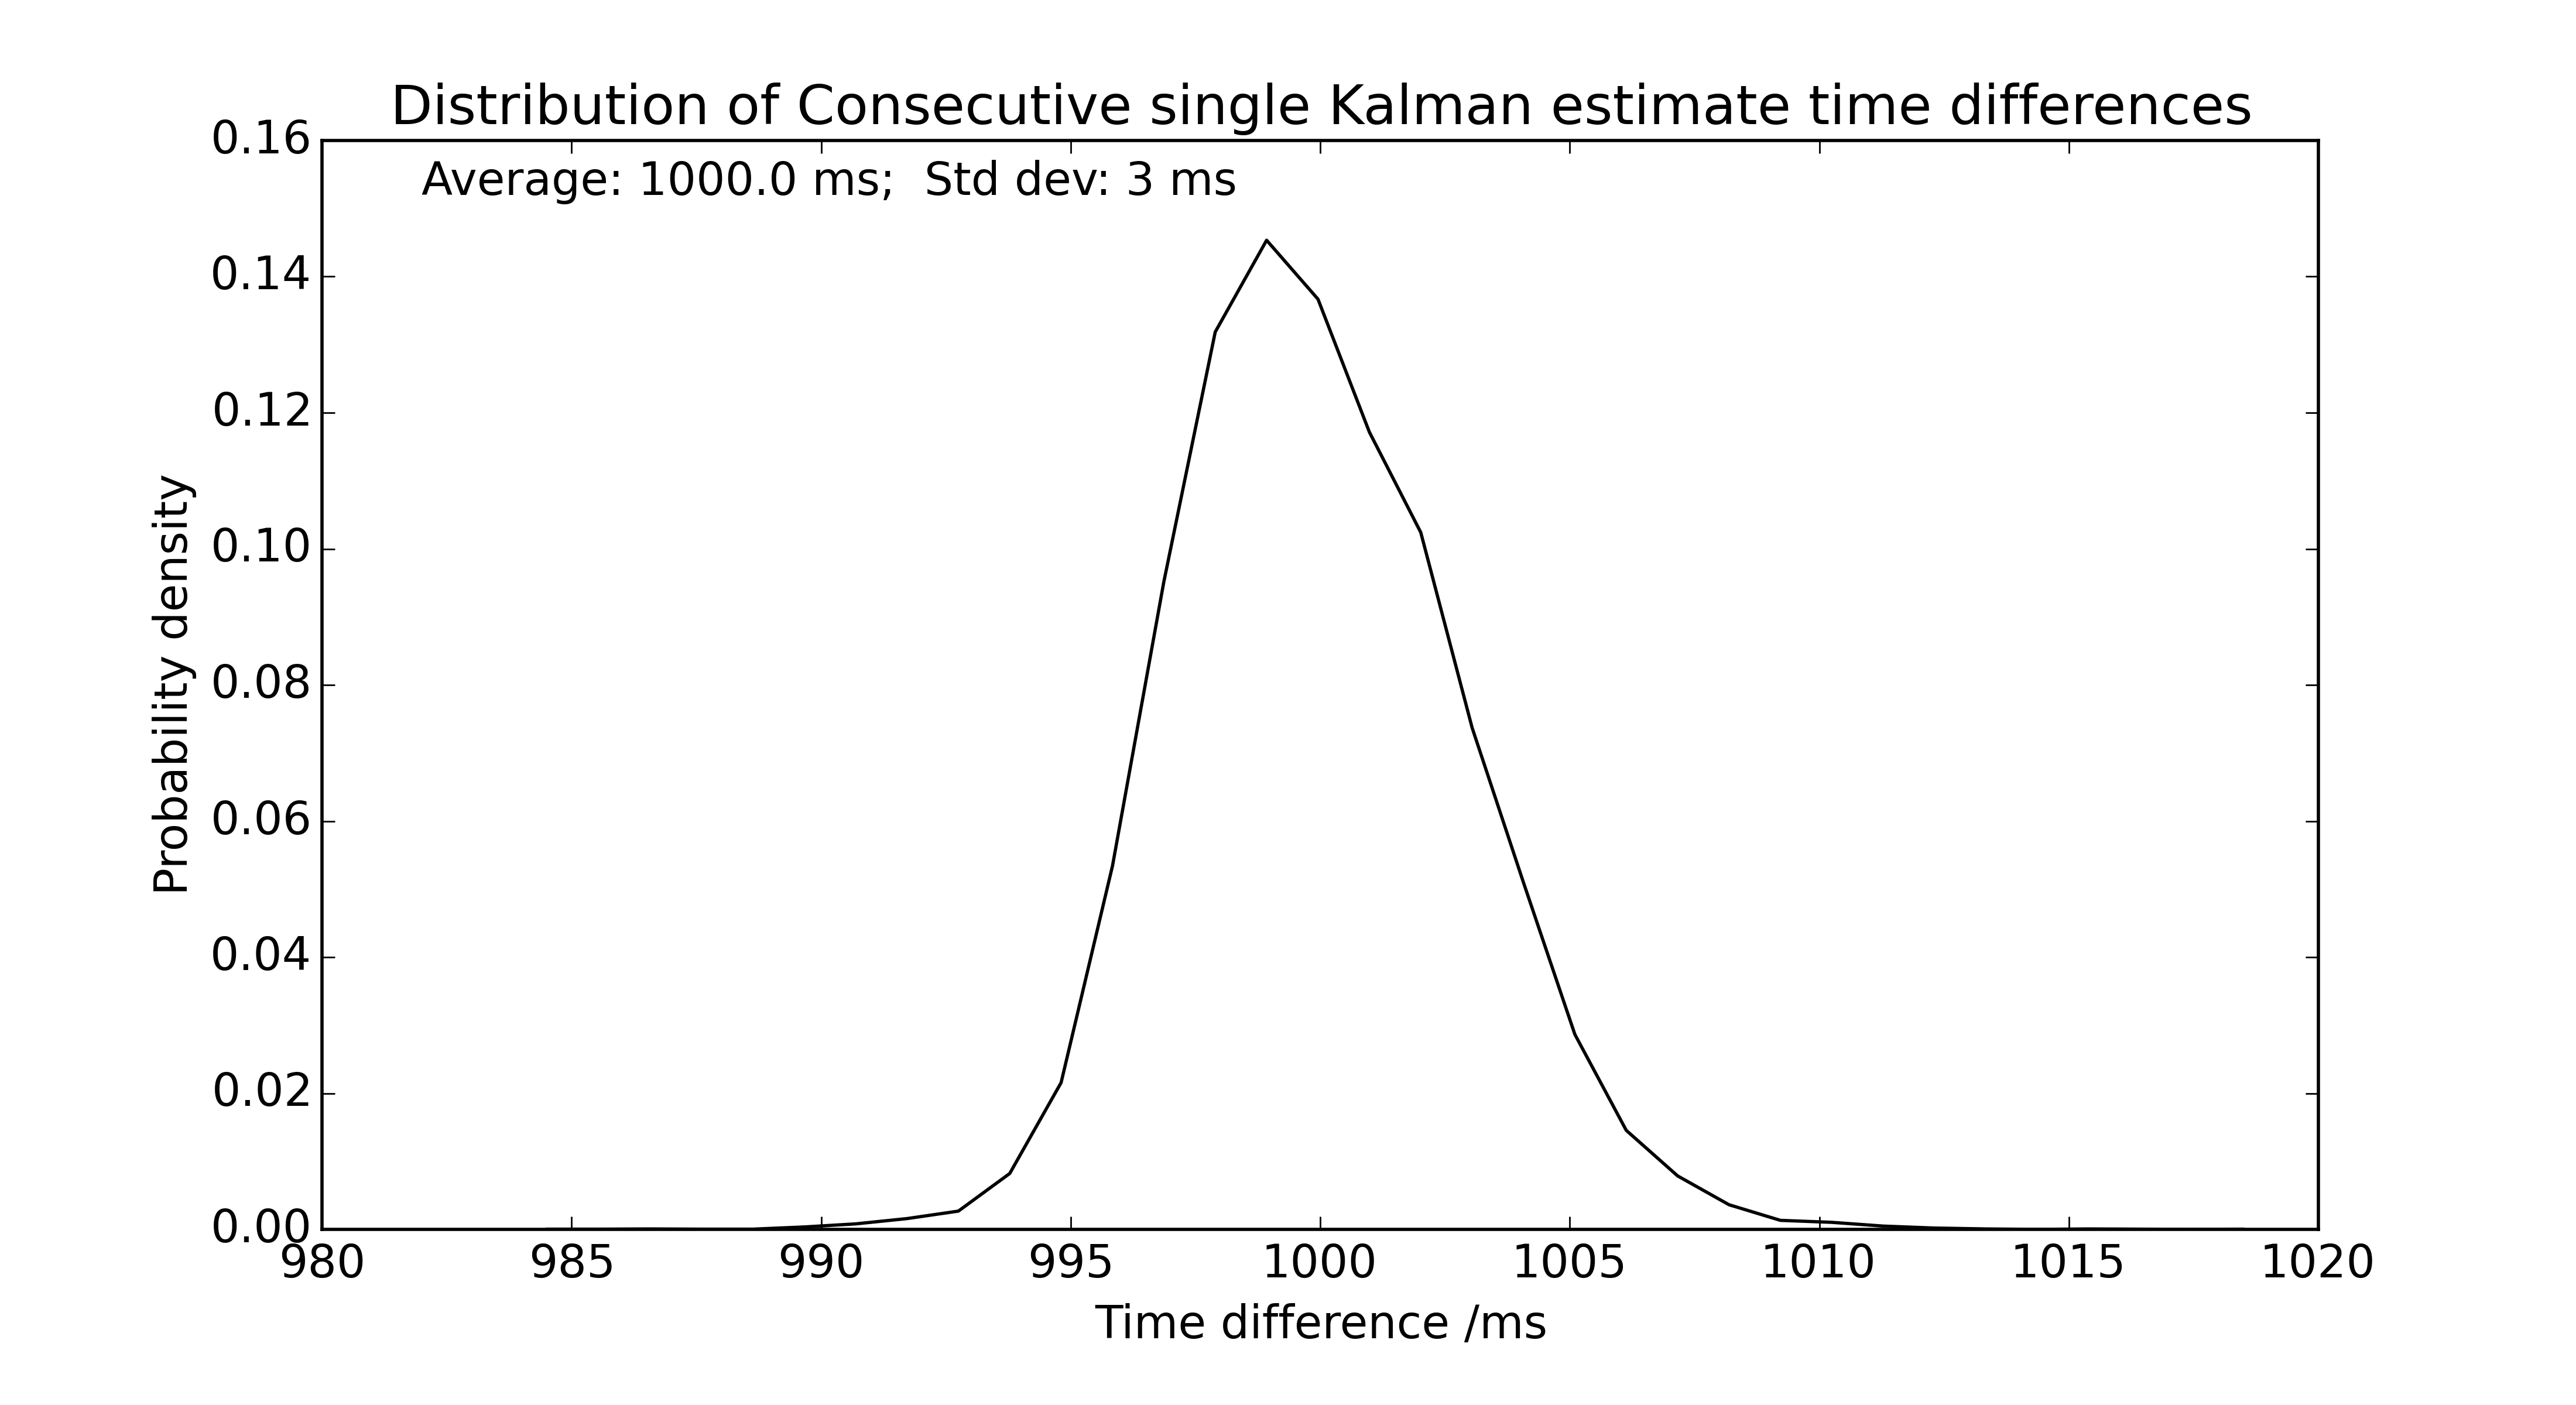 Distribution of Consecutive single Kalman estimate time differences
Average: 1000.0 ms;  Std dev: 3 ms
0.16
0.14
0.12
0.10
0.08
0.06
0.04
0.02
0.00
Probability density
980 985 990 995 1000 1005 1010 1015 1020
Time difference /ms